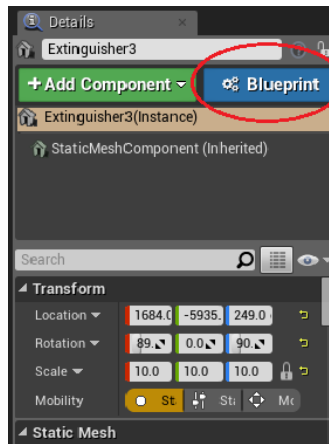 Details
Extinguisher3
+ Add Component Blueprint
Extinguisher3(Instance)
StaticMeshComponent (Inherited)
Search
Transform
Location 1684.0 -5935. 249.0
Rotation 89. 0.0 90.
Scale 10.0 10.0 10.0
Mobility St Sta Mo
Static Mesh